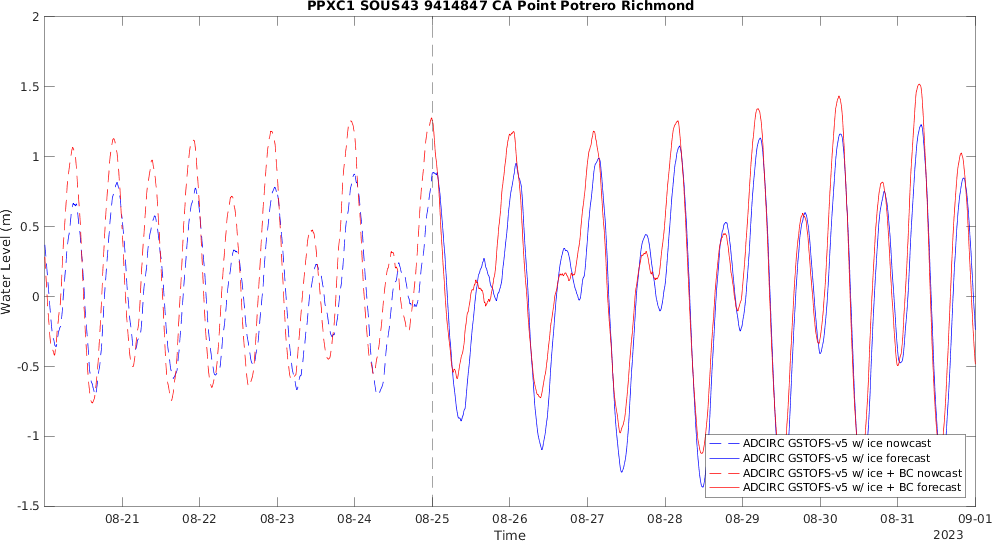 PPXC1 SOUS43 9414847 CA Point Potrero Richmond
2
1.5
1
0.5
0
-0.5
-1
-1.5
Water Level (m)
ADCIRC GSTOFS-v5 w/ ice nowcast
ADCIRC GSTOFS-v5 w/ ice forecast
ADCIRC GSTOFS-v5 w/ ice + BC nowcast
ADCIRC GSTOFS-v5 w/ ice + BC forecast
08-21 08-22 08-23 08-24 08-25 08-26 08-27 08-28 08-29 08-30 08-31 09-01
Time
2023